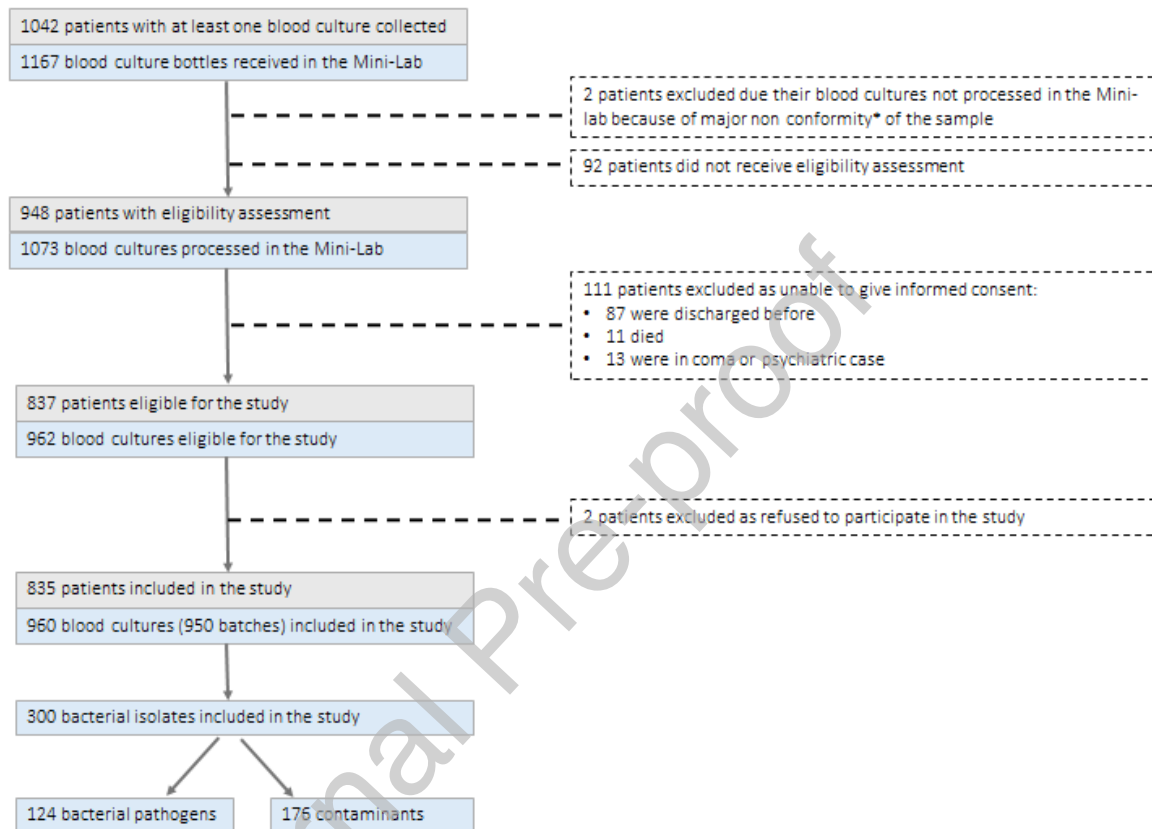 1042 patients with at least one blood culture collected
1167 blood culture bottles received in the Mini-Lab
2 patients excluded due their blood cultures not processed in the Mini-
lab because of major non conformity* of the sample
92 patients did not receive eligibility assessment
948 patients with eligibility assessment
1073 blood cultures processed in the Mini-Lab
111 patients excluded as unable to give informed consent:
• 87 were discharged before
• 11 died
• 13 were in coma or psychiatric case
837 patients eligible for the study
962 blood cultures eligible for the study
2 patients excluded as refused to participate in the study
835 patients included in the study
960 blood cultures (950 batches) included in the study
300 bacterial isolates included in the study
124 bacterial pathogens
176 contaminants
nal Pre-proof